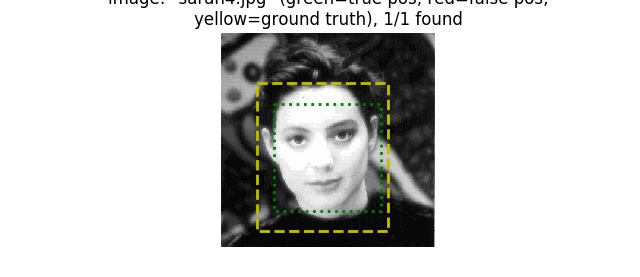 image: "sarah4.jpg" (green=true pos, red=false pos,
yellow=ground truth), 1/1 found